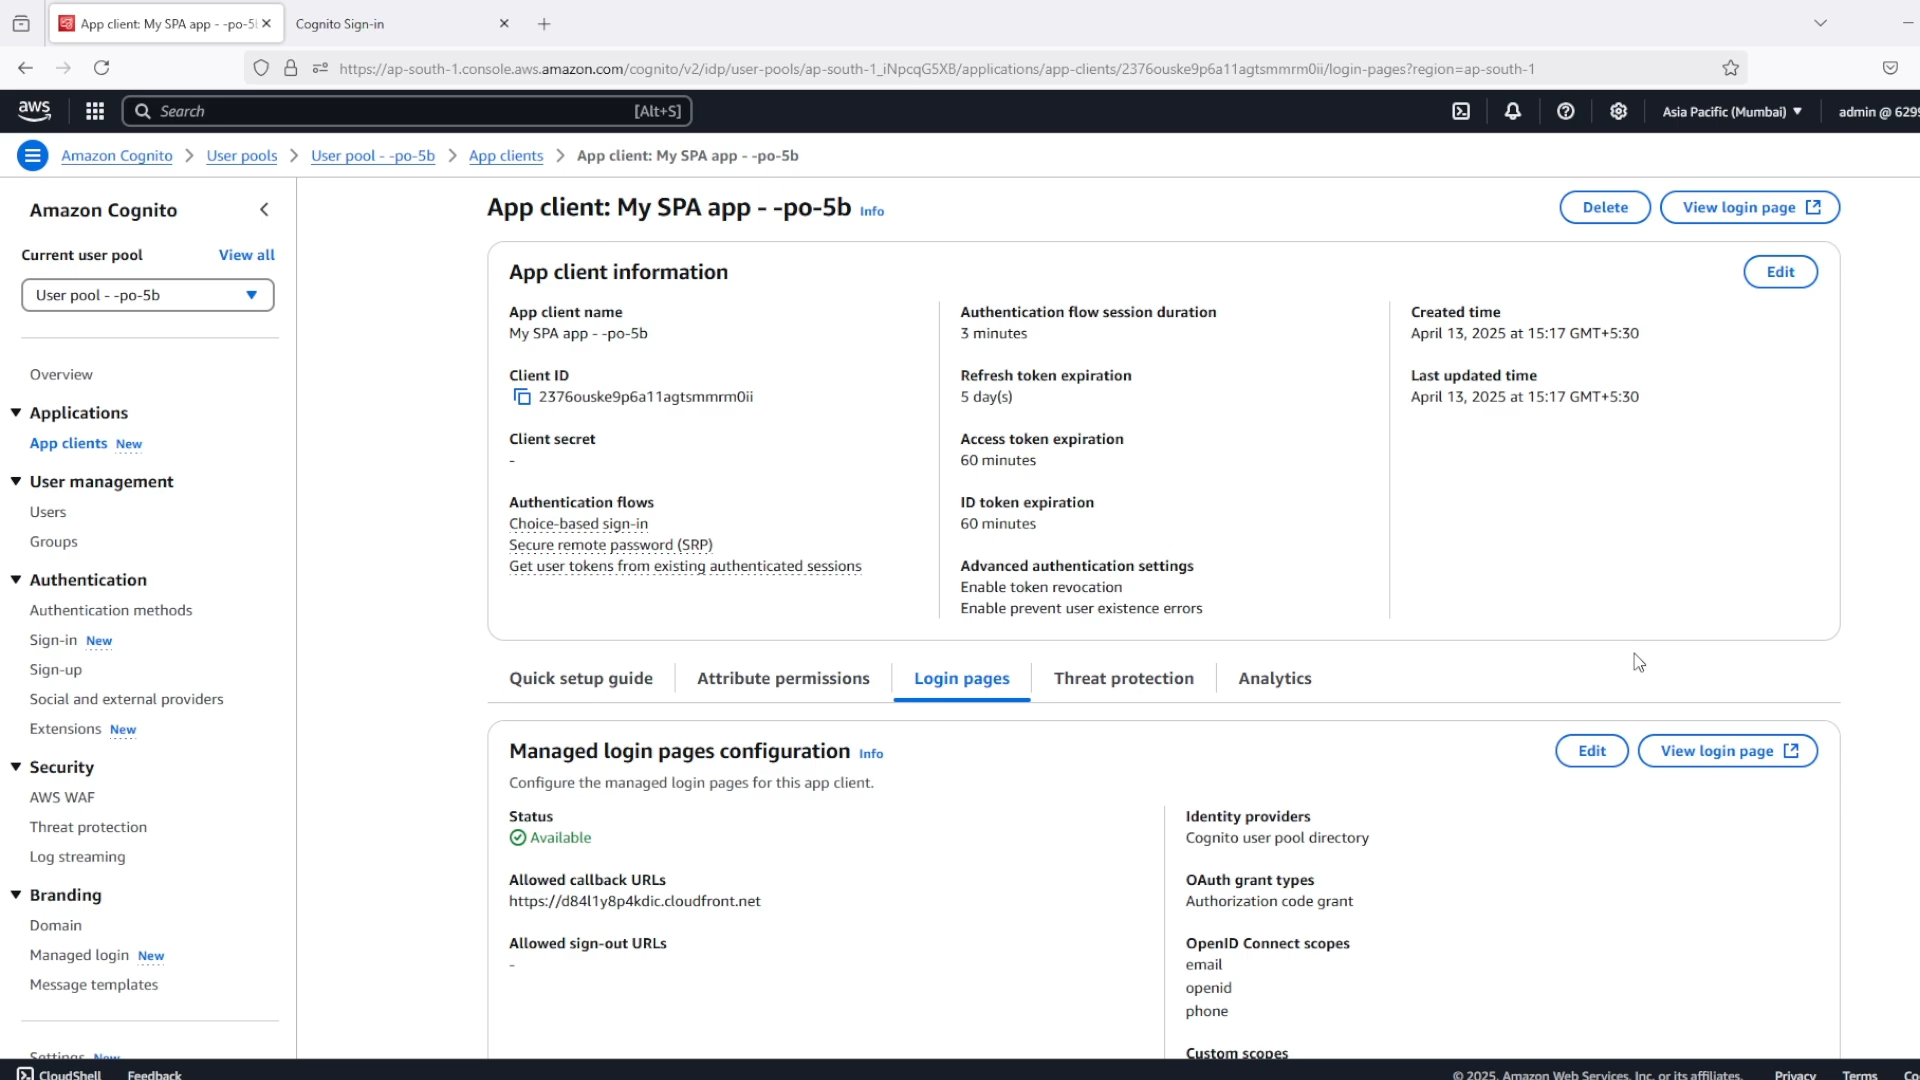 App client: My SPA app - -po-5b
Cognito Sign-in
https://ap-south-1.console.aws.amazon.com/cognito/v2/idp/user-pools/ap-south-1_iNpcqG5XB/applications/app-clients/2376ouske9p6a11agtsmmrm0ii/login-pages?region=ap-south-1
aws
Search [Alt+S]
Asia Pacific (Mumbai)
admin @ 629
Amazon Cognito
User pools
User pool - -po-5b
App clients
App client: My SPA app - -po-5b
Amazon Cognito
Current user pool
View all
User pool - -po-5b
Overview
Applications
App clients New
User management
Users
Groups
Authentication
Authentication methods
Sign-in New
Sign-up
Social and external providers
Extensions New
Security
AWS WAF
Threat protection
Log streaming
Branding
Domain
Managed login New
Message templates
Settings New
App client: My SPA app - -po-5b Info
Delete
View login page
App client information
Edit
App client name
My SPA app - -po-5b
Client ID
2376ouske9p6a11agtsmmrm0ii
Client secret
-
Authentication flows
Choice-based sign-in
Secure remote password (SRP)
Get user tokens from existing authenticated sessions
Authentication flow session duration
3 minutes
Refresh token expiration
5 day(s)
Access token expiration
60 minutes
ID token expiration
60 minutes
Advanced authentication settings
Enable token revocation
Enable prevent user existence errors
Created time
April 13, 2025 at 15:17 GMT+5:30
Last updated time
April 13, 2025 at 15:17 GMT+5:30
Quick setup guide
Attribute permissions
Login pages
Threat protection
Analytics
Managed login pages configuration Info
Edit
View login page
Configure the managed login pages for this app client.
Status
Available
Allowed callback URLs
https://d84l1y8p4kdic.cloudfront.net
Allowed sign-out URLs
-
Identity providers
Cognito user pool directory
OAuth grant types
Authorization code grant
OpenID Connect scopes
email
openid
phone
Custom scopes
CloudShell
Feedback
© 2025, Amazon Web Services, Inc. or its affiliates.
Privacy
Terms
Co